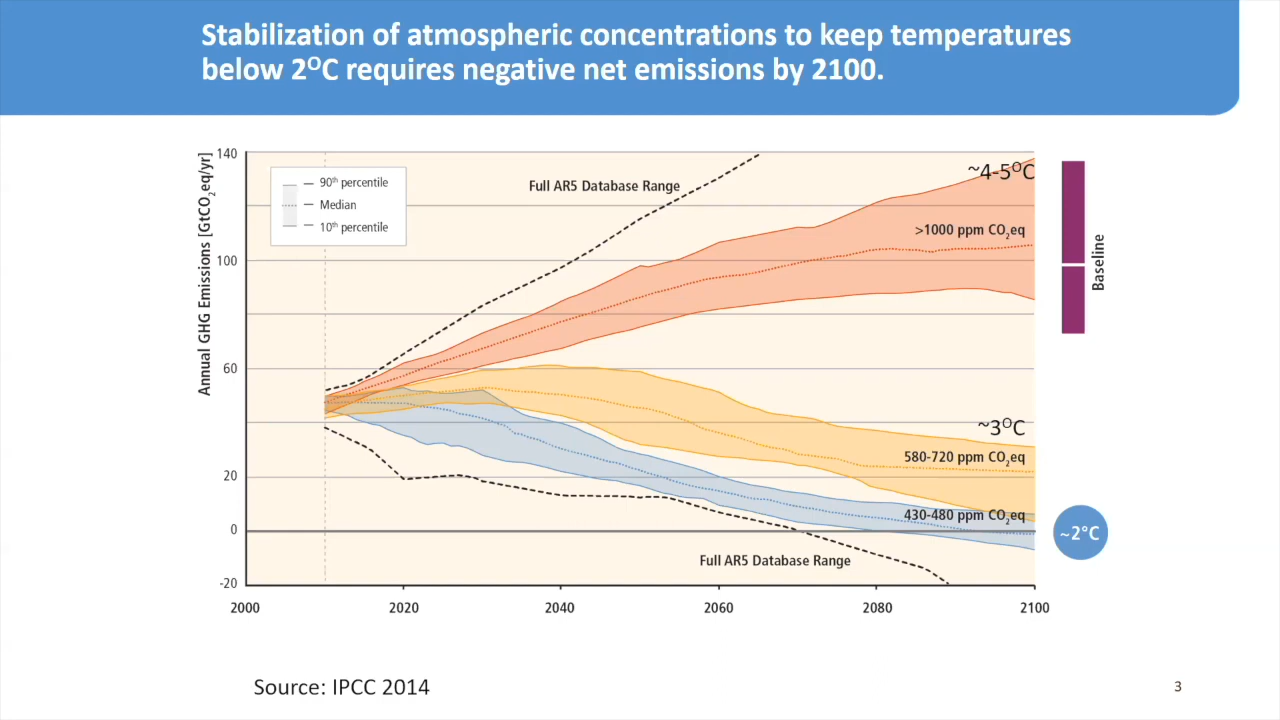 Stabilization of atmospheric concentrations to keep temperatures
below 2ᴼC requires negative net emissions by 2100.
Annual GHG Emissions [GtCO₂eq/yr]
140
100
60
20
0
-20
90ᵗʰ percentile
Median
10ᵗʰ percentile
Full AR5 Database Range
~4-5ᴼC
>1000 ppm CO₂eq
Baseline
~3ᴼC
580-720 ppm CO₂eq
430-480 ppm CO₂eq
~2°C
Full AR5 Database Range
2000
2020
2040
2060
2080
2100
Source: IPCC 2014
3